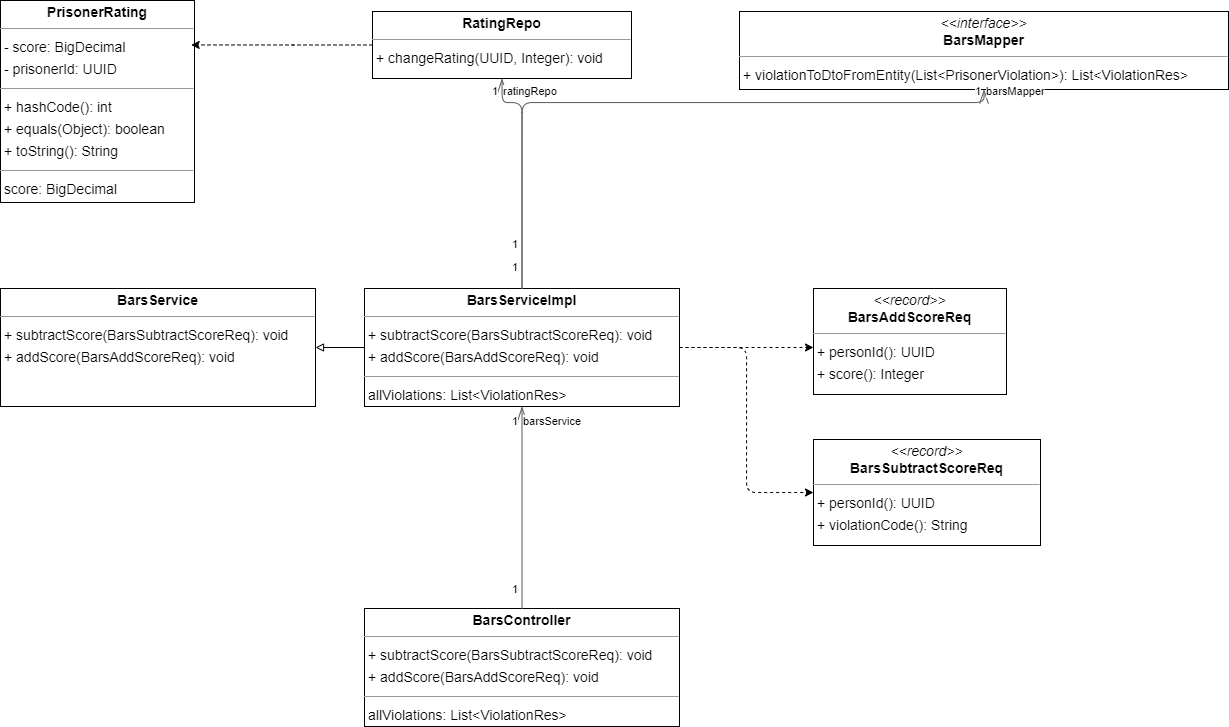 PrisonerRating
- score: BigDecimal
- prisonerId: UUID
+ hashCode(): int
+ equals(Object): boolean
+ toString(): String
score: BigDecimal
RatingRepo
+ changeRating(UUID, Integer): void
<<interface>>
BarsMapper
+ violationToDtoFromEntity(List<PrisonerViolation>): List<ViolationRes>
1 ratingRepo
1 barsMapper
1
1
BarsService
+ subtractScore(BarsSubtractScoreReq): void
+ addScore(BarsAddScoreReq): void
BarsServiceImpl
+ subtractScore(BarsSubtractScoreReq): void
+ addScore(BarsAddScoreReq): void
allViolations: List<ViolationRes>
<<record>>
BarsAddScoreReq
+ personId(): UUID
+ score(): Integer
1 barsService
<<record>>
BarsSubtractScoreReq
+ personId(): UUID
+ violationCode(): String
1
BarsController
+ subtractScore(BarsSubtractScoreReq): void
+ addScore(BarsAddScoreReq): void
allViolations: List<ViolationRes>